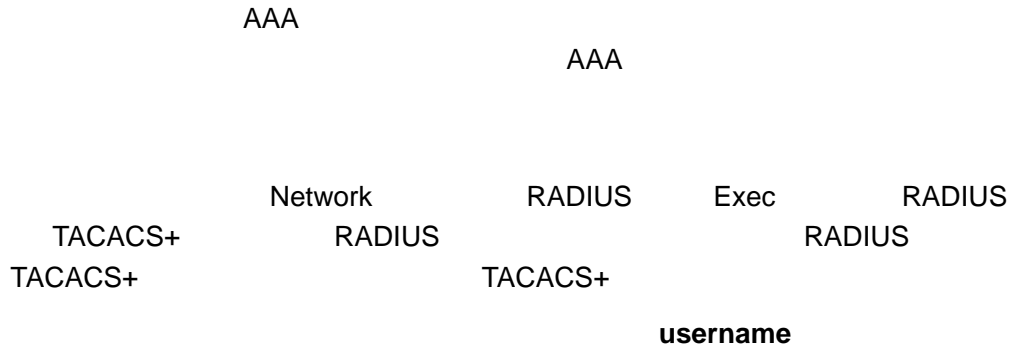 AAA
AAA
Network RADIUS Exec RADIUS
TACACS+ RADIUS RADIUS
TACACS+ TACACS+
username